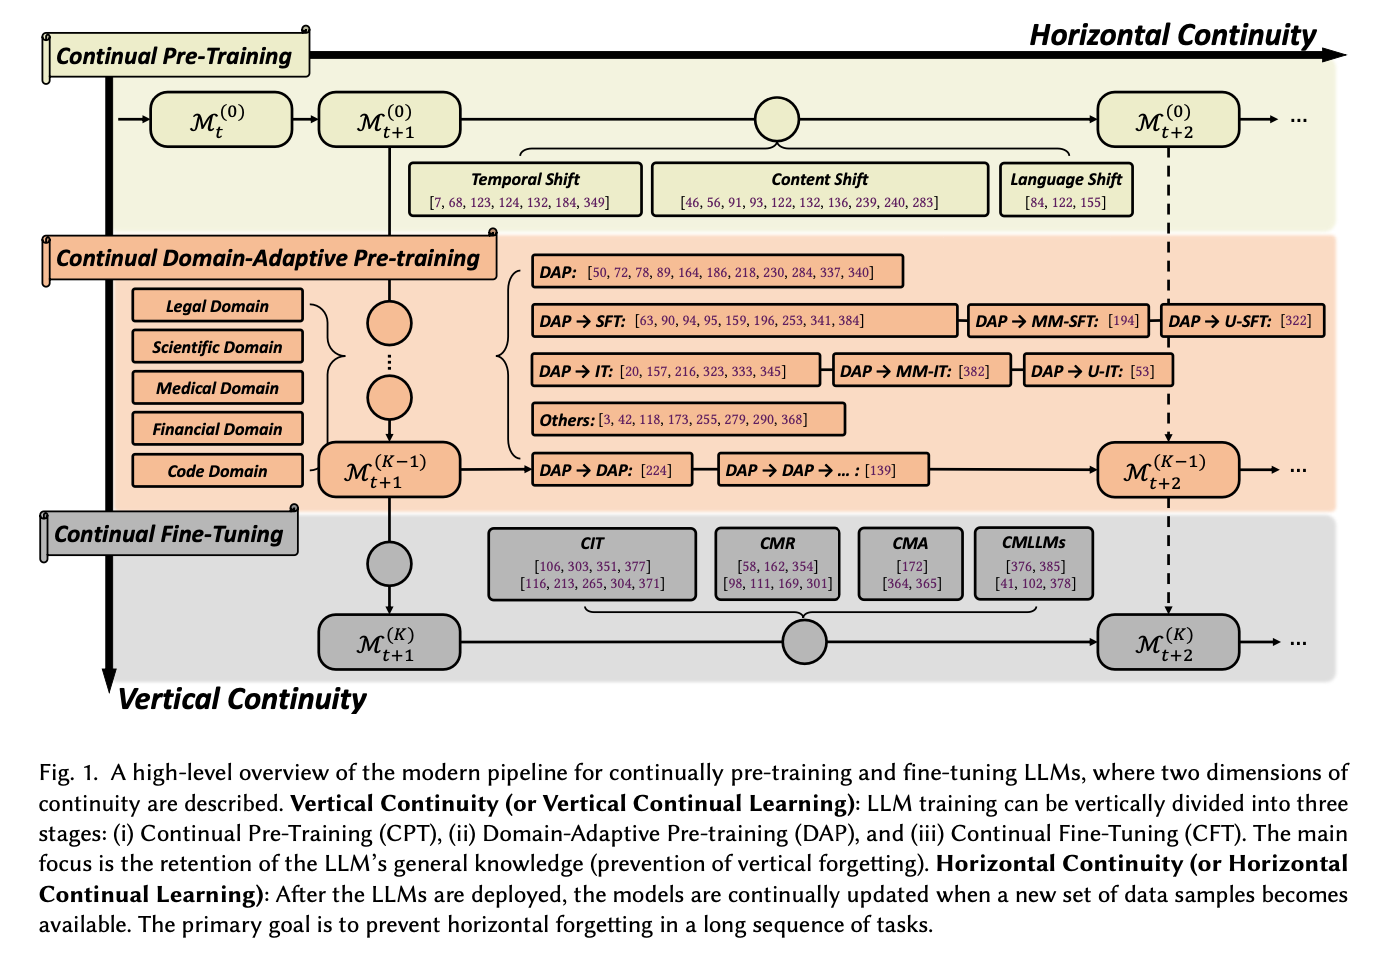 Horizontal Continuity
Continual Pre-Training
ℳ_t^(0)
ℳ_{t+1}^(0)
ℳ_{t+2}^(0)
...
Temporal Shift
[7, 68, 123, 124, 132, 184, 349]
Content Shift
[46, 56, 91, 93, 122, 132, 136, 239, 240, 283]
Language Shift
[84, 122, 155]
Continual Domain-Adaptive Pre-training
Legal Domain
Scientific Domain
Medical Domain
Financial Domain
Code Domain
...
DAP: [50, 72, 78, 89, 164, 186, 218, 230, 284, 337, 340]
DAP → SFT: [63, 90, 94, 95, 159, 196, 253, 341, 384]
DAP → MM-SFT: [194]
DAP → U-SFT: [322]
DAP → IT: [20, 157, 216, 323, 333, 345]
DAP → MM-IT: [382]
DAP → U-IT: [53]
Others: [3, 42, 118, 173, 255, 279, 290, 368]
ℳ_{t+1}^(K−1)
DAP → DAP: [224]
DAP → DAP → ... : [139]
ℳ_{t+2}^(K−1)
...
Continual Fine-Tuning
CIT
[106, 303, 351, 377]
[116, 213, 265, 304, 371]
CMR
[58, 162, 354]
[98, 111, 169, 301]
CMA
[172]
[364, 365]
CMLLMs
[376, 385]
[41, 102, 378]
ℳ_{t+1}^(K)
ℳ_{t+2}^(K)
...
Vertical Continuity
Fig. 1. A high-level overview of the modern pipeline for continually pre-training and fine-tuning LLMs, where two dimensions of
continuity are described. Vertical Continuity (or Vertical Continual Learning): LLM training can be vertically divided into three
stages: (i) Continual Pre-Training (CPT), (ii) Domain-Adaptive Pre-training (DAP), and (iii) Continual Fine-Tuning (CFT). The main
focus is the retention of the LLM's general knowledge (prevention of vertical forgetting). Horizontal Continuity (or Horizontal
Continual Learning): After the LLMs are deployed, the models are continually updated when a new set of data samples becomes
available. The primary goal is to prevent horizontal forgetting in a long sequence of tasks.